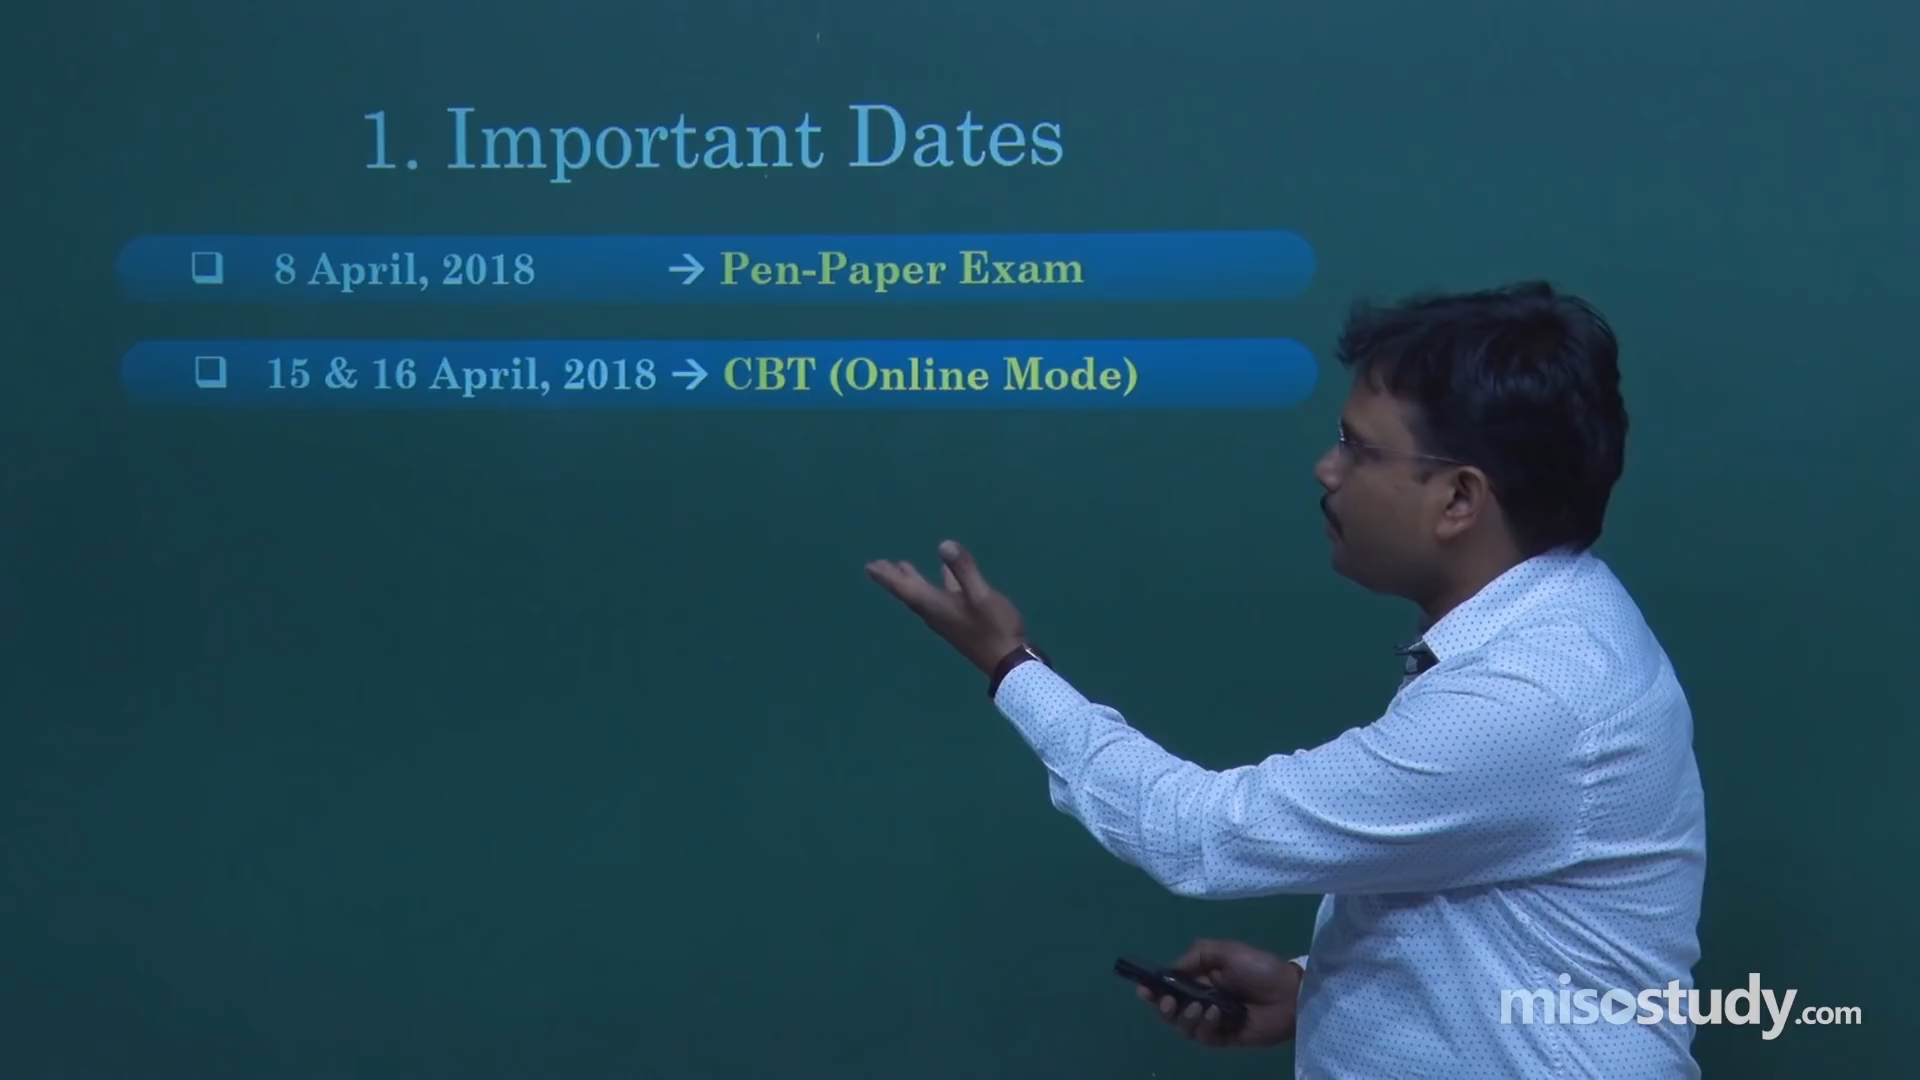 1. Important Dates
❑ 8 April, 2018 → Pen-Paper Exam
❑ 15 & 16 April, 2018 → CBT (Online Mode)
misostudy.com